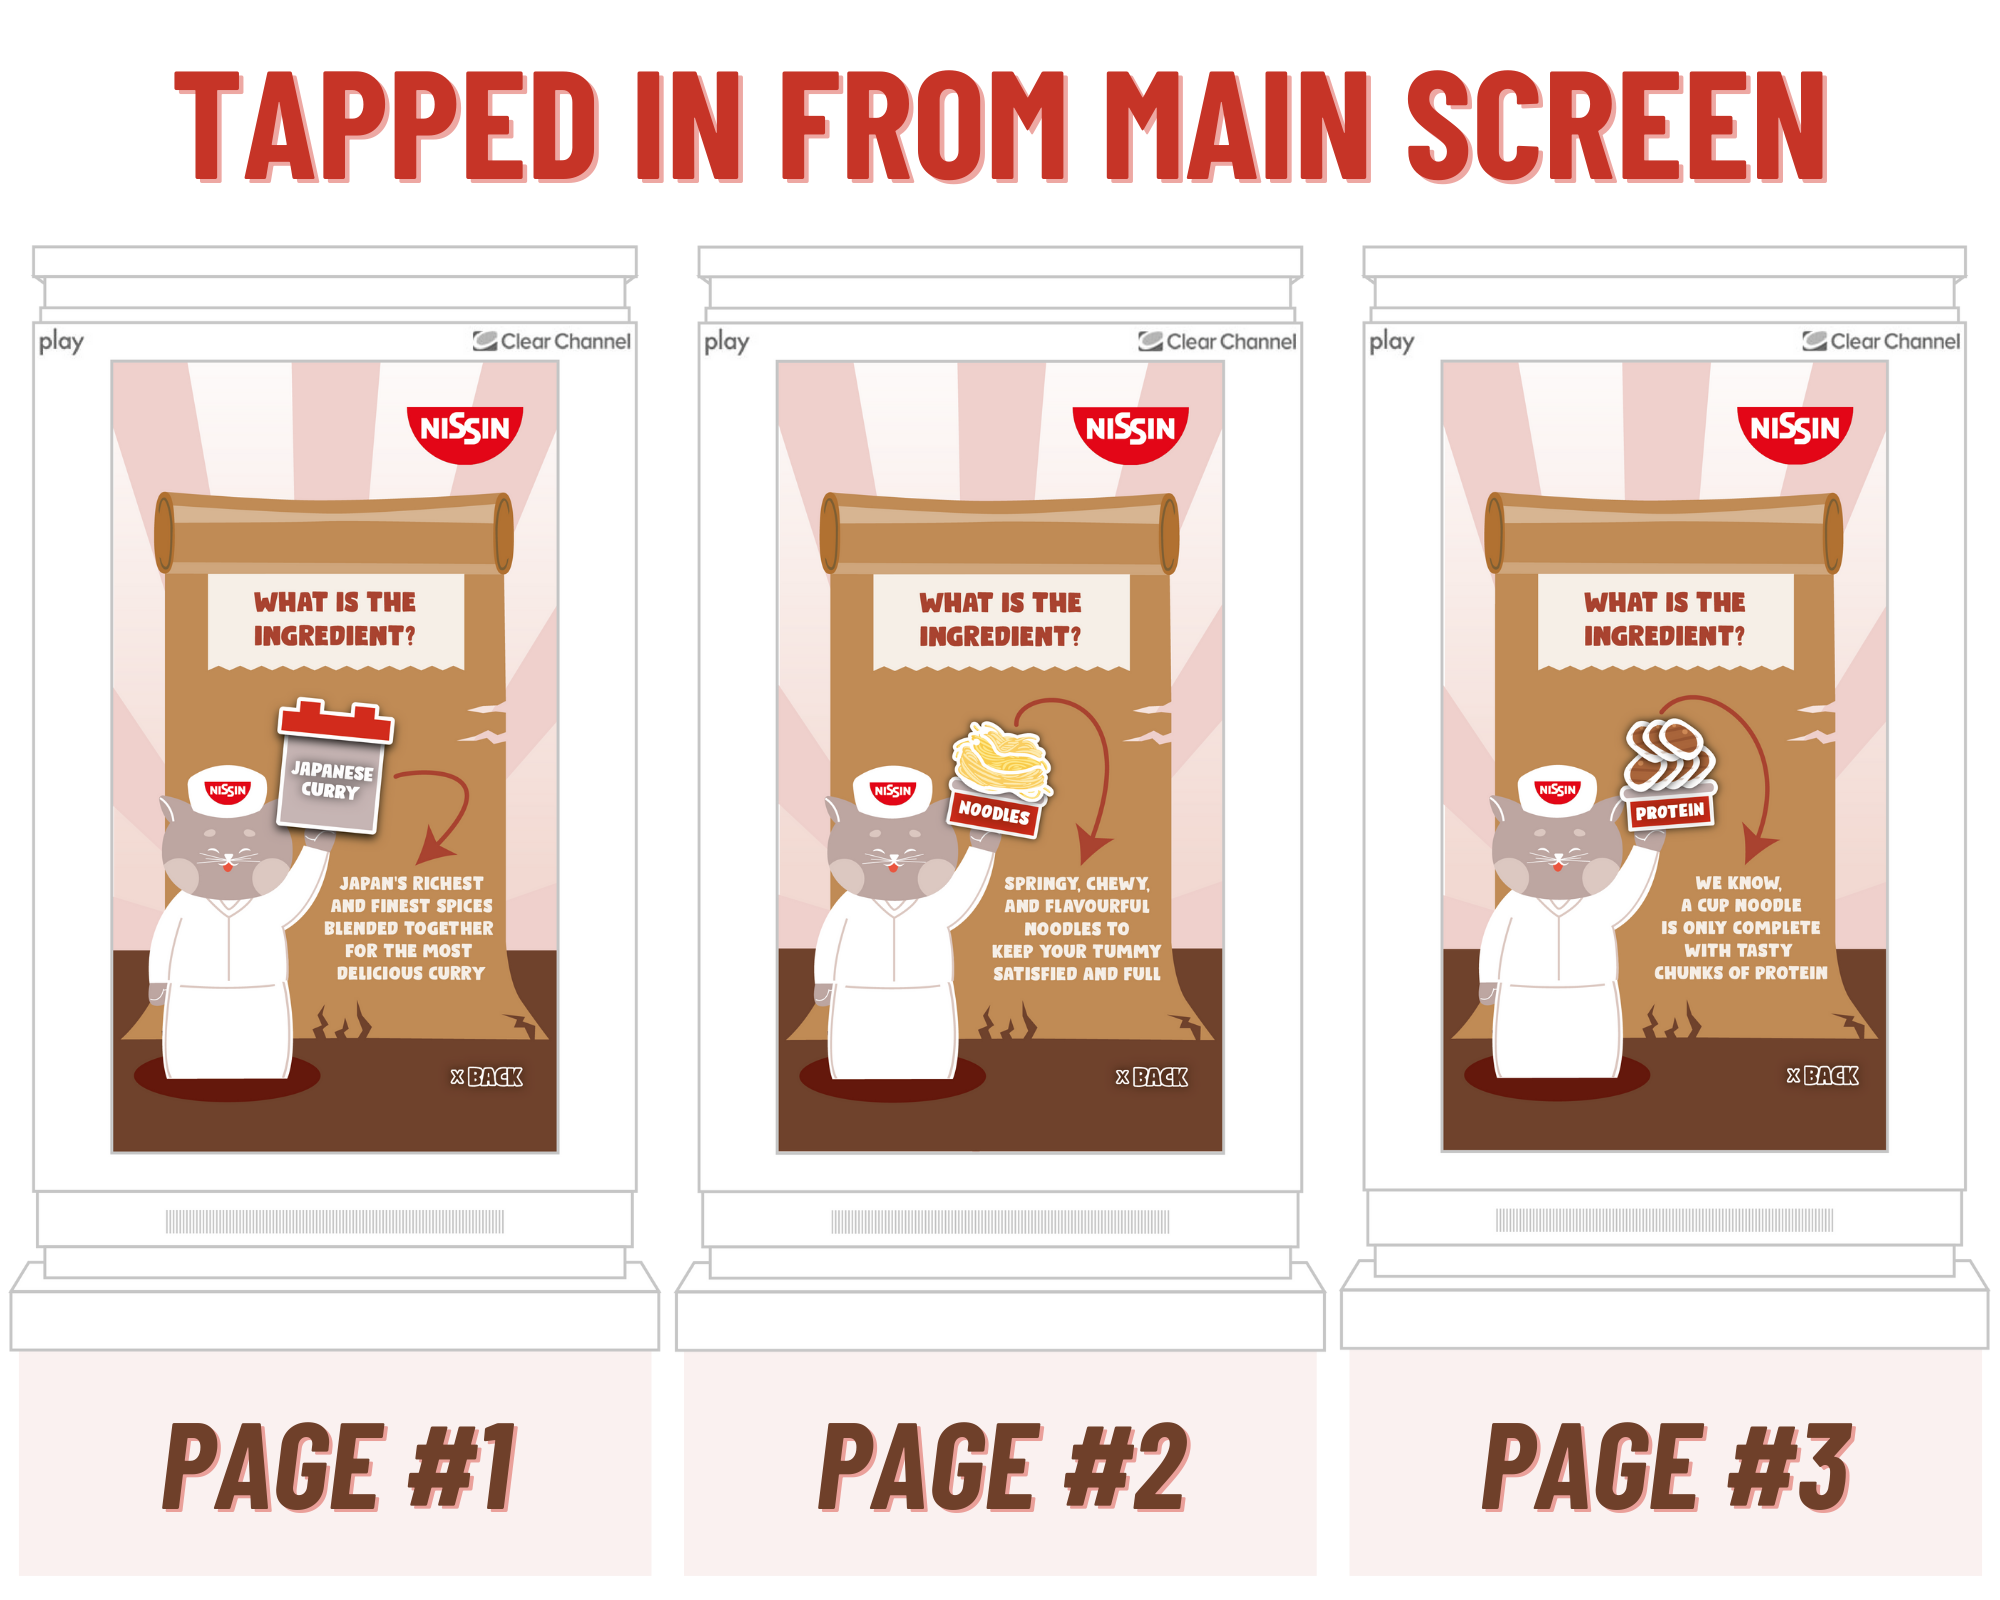 TAPPED IN FROM MAIN SCREEN
play
Clear Channel
NISSIN
WHAT IS THE
INGREDIENT?
JAPANESE
CURRY
NISSIN
JAPAN'S RICHEST
AND FINEST SPICES
BLENDED TOGETHER
FOR THE MOST
DELICIOUS CURRY
x BACK
PAGE #1
play
Clear Channel
NISSIN
WHAT IS THE
INGREDIENT?
NOODLES
NISSIN
SPRINGY, CHEWY,
AND FLAVOURFUL
NOODLES TO
KEEP YOUR TUMMY
SATISFIED AND FULL
x BACK
PAGE #2
play
Clear Channel
NISSIN
WHAT IS THE
INGREDIENT?
PROTEIN
NISSIN
WE KNOW,
A CUP NOODLE
IS ONLY COMPLETE
WITH TASTY
CHUNKS OF PROTEIN
x BACK
PAGE #3